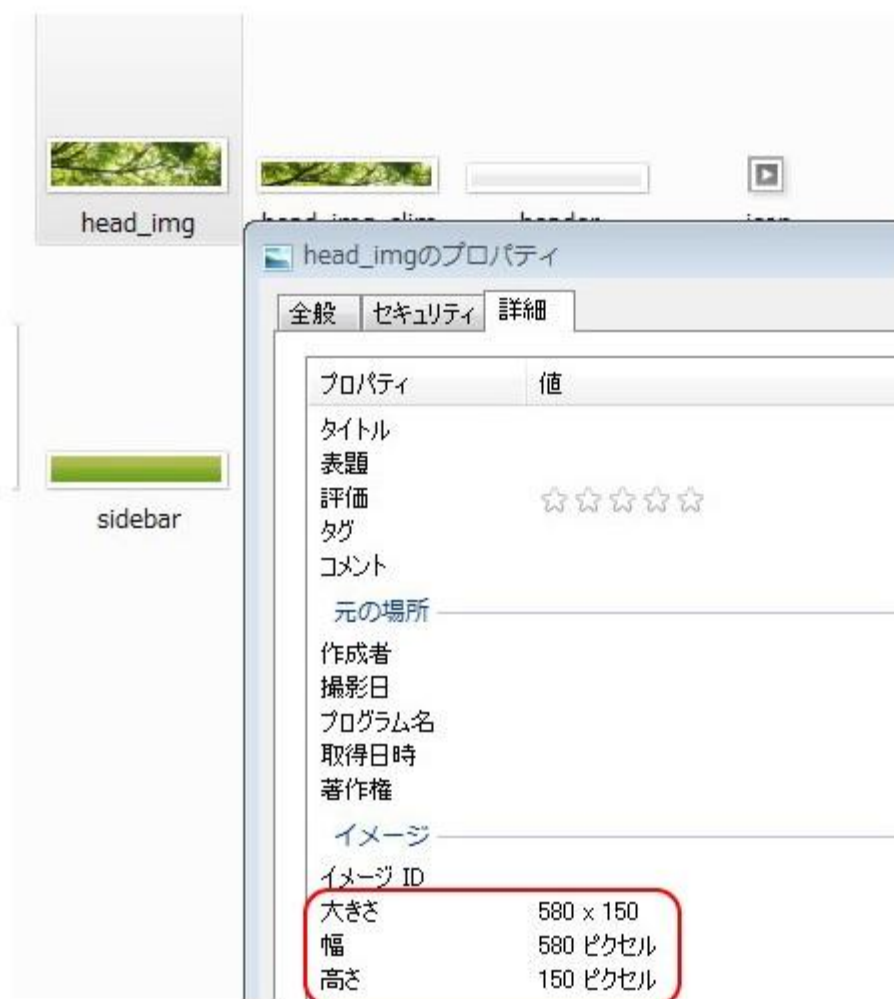 head_img
head_img_slim
header
icon
head_imgのプロパティ
全般 セキュリティ 詳細
プロパティ 値
タイトル
表題
評価 ☆☆☆☆☆
タグ
コメント
sidebar
元の場所
作成者
撮影日
プログラム名
取得日時
著作権
イメージ
イメージ ID
大きさ 580 x 150
幅 580 ピクセル
高さ 150 ピクセル